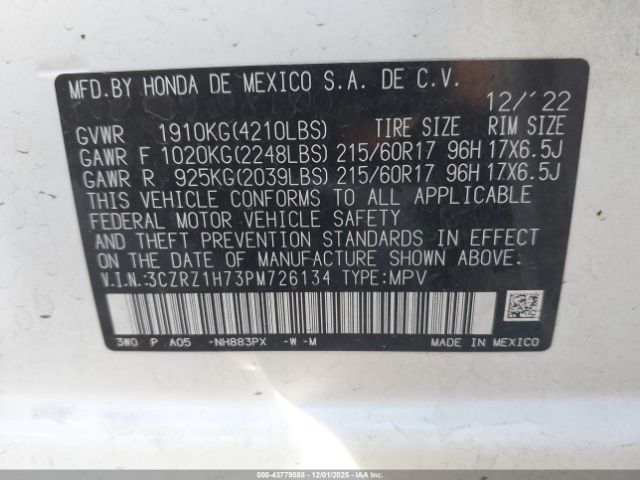 MFD.BY HONDA DE MEXICO S.A. DE C.V.
12/'22
GVWR 1910KG(4210LBS) TIRE SIZE RIM SIZE
GAWR F 1020KG(2248LBS) 215/60R17 96H 17X6.5J
GAWR R 925KG(2039LBS) 215/60R17 96H 17X6.5J
THIS VEHICLE CONFORMS TO ALL APPLICABLE
FEDERAL MOTOR VEHICLE SAFETY
AND THEFT PREVENTION STANDARDS IN EFFECT
ON THE DATE OF MANUFACTURE SHOWN ABOVE.
V.I.N.:3CZRZ1H73PM726134 TYPE:MPV
3W0 P A05 -NH883PX -W -M MADE IN MEXICO
000-43779588 - 12/01/2025 - IAAI.COM